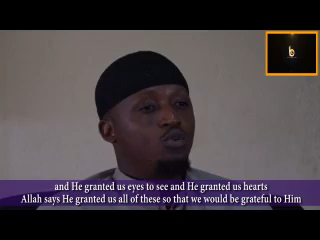 and He granted us eyes to see and He granted us hearts
Allah says He granted us all of these so that we would be grateful to Him